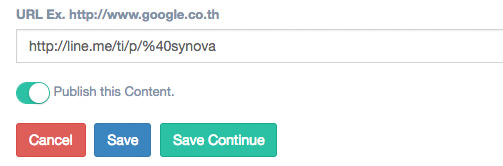 URL Ex. http://www.google.co.th
http://line.me/ti/p/%40synova
Publish this Content.
Cancel Save Save Continue